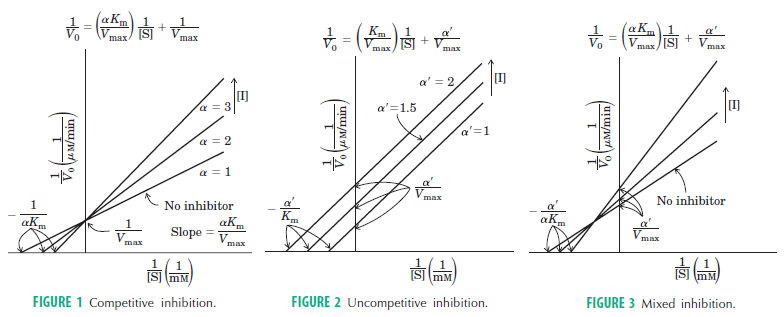 1/V₀ = (αKₘ/Vmax) 1/[S] + 1/Vmax
1/V₀ (1/μM/min)
α = 3
[I]
α = 2
α = 1
No inhibitor
− 1/αKₘ
1/Vmax
Slope = αKₘ/Vmax
1/[S] (1/mM)
FIGURE 1 Competitive inhibition.
1/V₀ = (Kₘ/Vmax) 1/[S] + α′/Vmax
1/V₀ (1/μM/min)
α′ = 2
[I]
α′=1.5
α′=1
α′/Vmax
− α′/Kₘ
1/[S] (1/mM)
FIGURE 2 Uncompetitive inhibition.
1/V₀ = (αKₘ/Vmax) 1/[S] + α′/Vmax
1/V₀ (1/μM/min)
[I]
No inhibitor
− α′/αKₘ
α′/Vmax
1/[S] (1/mM)
FIGURE 3 Mixed inhibition.